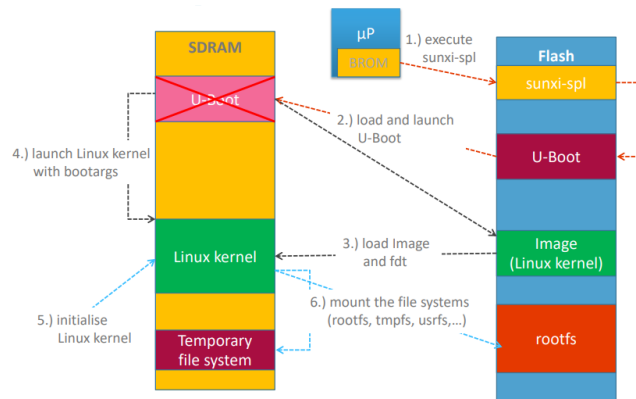 SDRAM
µP
BROM
1.) execute
sunxi-spl
Flash
sunxi-spl
U-Boot
2.) load and launch
U-Boot
U-Boot
4.) launch Linux kernel
with bootargs
Linux kernel
3.) load Image
and fdt
Image
(Linux kernel)
5.) initialise
Linux kernel
6.) mount the file systems
(rootfs, tmpfs, usrfs,...)
Temporary
file system
rootfs